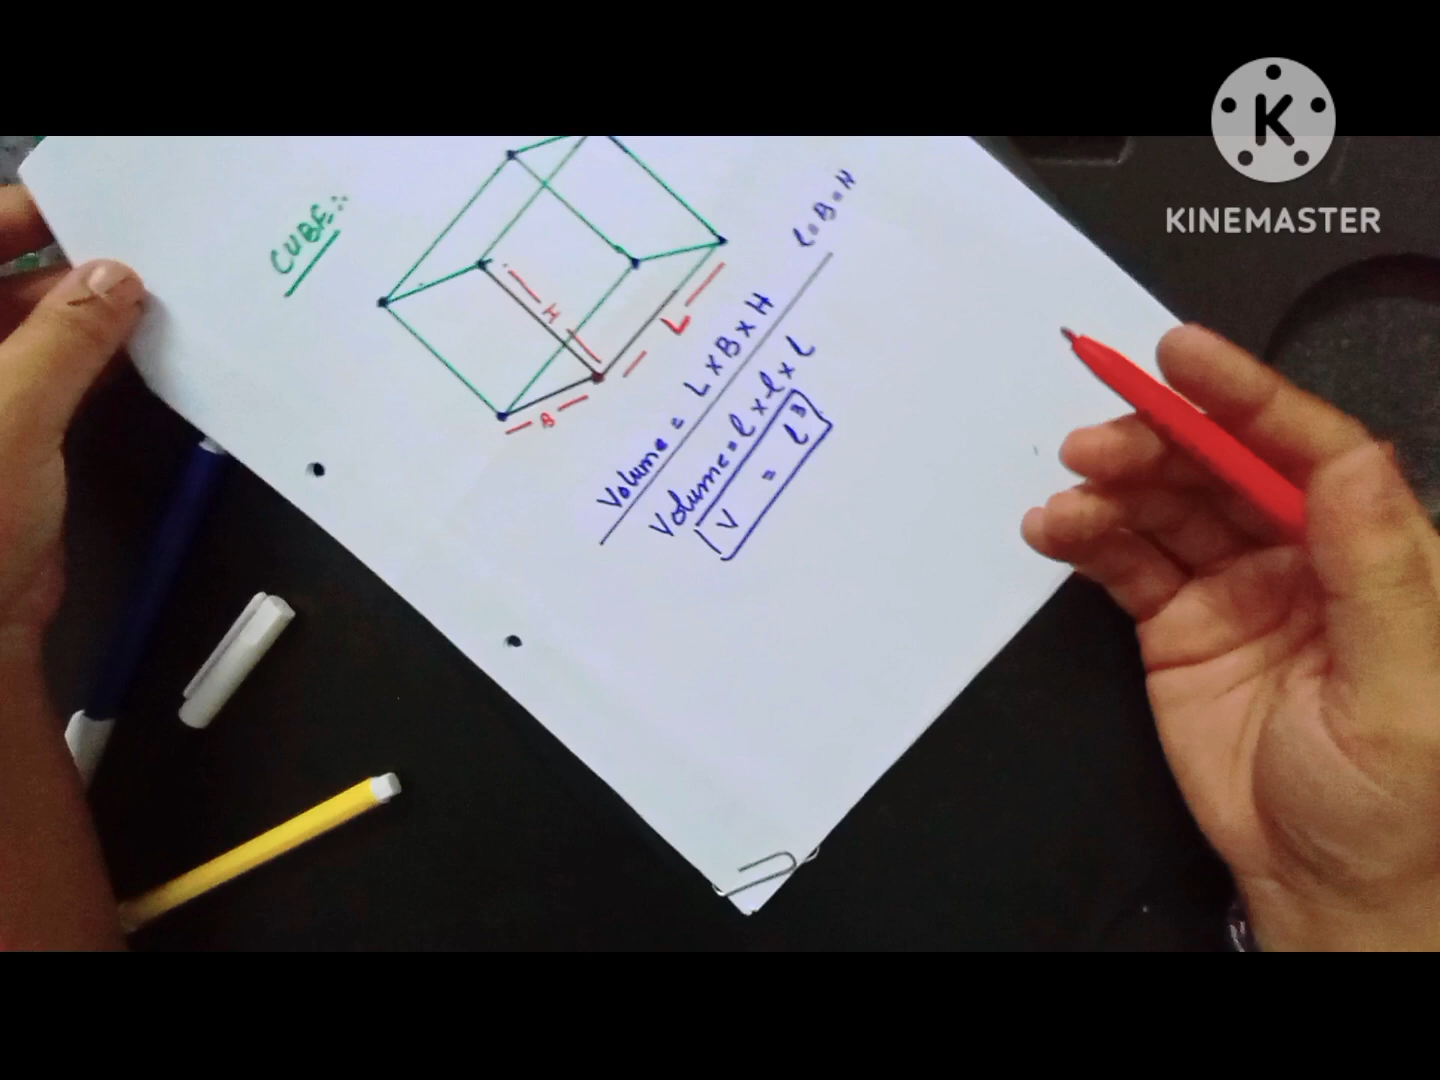 CUBE:-
H
L
B
L=B=H
Volume = L x B x H
Volume = l x l x l
V = l³
K
KINEMASTER